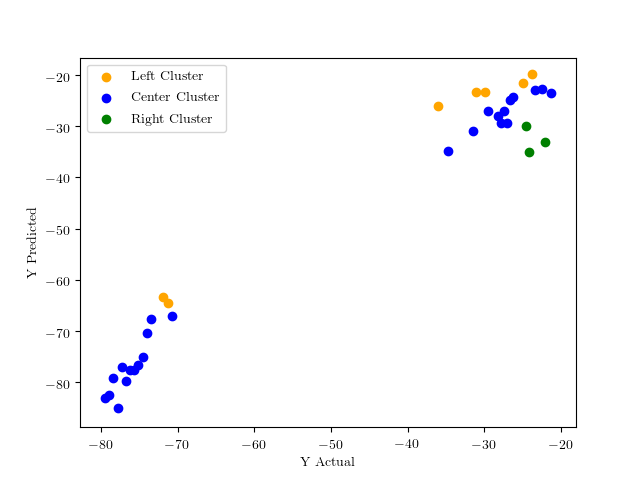 Left Cluster
Center Cluster
Right Cluster
−20
−30
−40
−50
−60
−70
−80
Y Predicted
−80 −70 −60 −50 −40 −30 −20
Y Actual